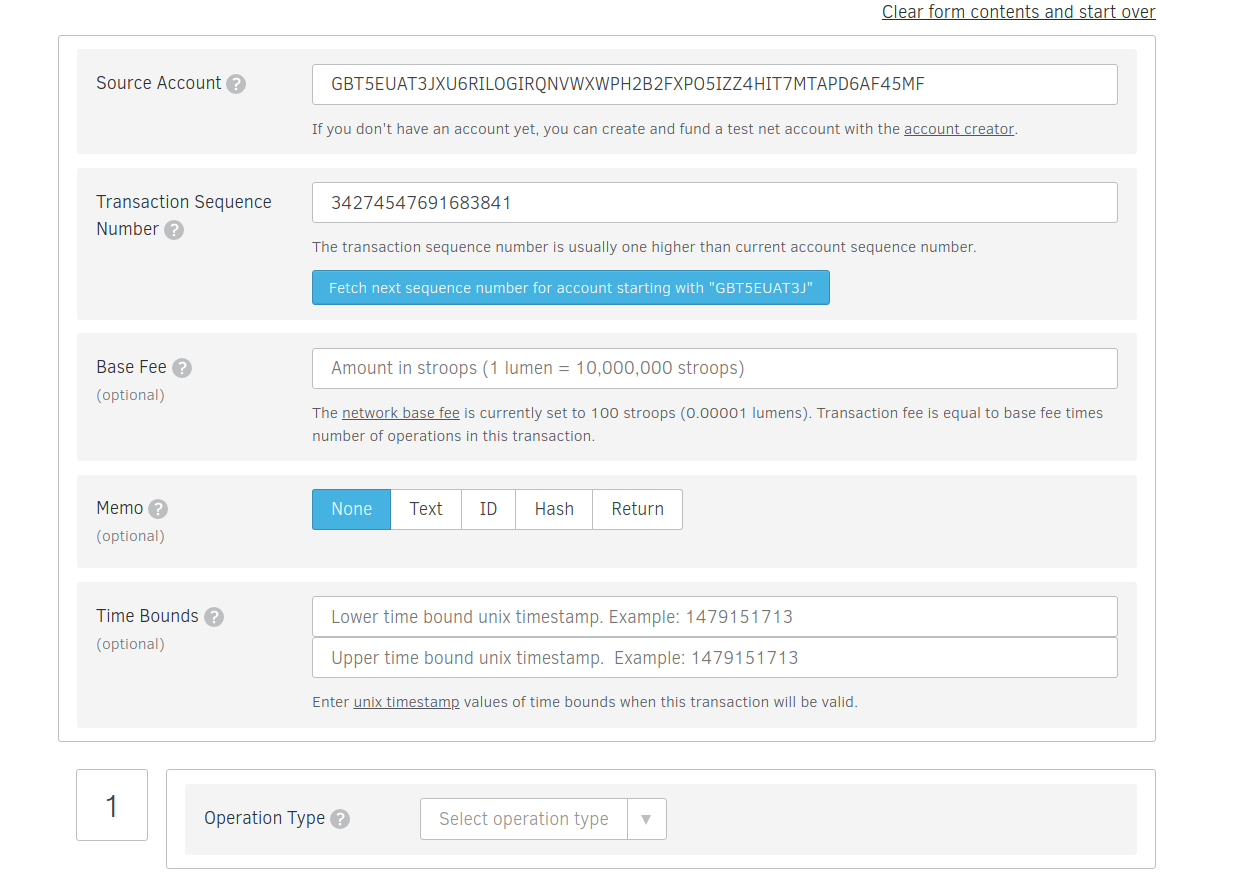 Clear form contents and start over
Source Account ?
GBT5EUAT3JXU6RILOGIRQNVWXWPH2B2FXPO5IZZ4HIT7MTAPD6AF45MF
If you don't have an account yet, you can create and fund a test net account with the account creator.
Transaction Sequence
Number ?
34274547691683841
The transaction sequence number is usually one higher than current account sequence number.
Fetch next sequence number for account starting with "GBT5EUAT3J"
Base Fee ?
(optional)
Amount in stroops (1 lumen = 10,000,000 stroops)
The network base fee is currently set to 100 stroops (0.00001 lumens). Transaction fee is equal to base fee times
number of operations in this transaction.
Memo ?
(optional)
None Text ID Hash Return
Time Bounds ?
(optional)
Lower time bound unix timestamp. Example: 1479151713
Upper time bound unix timestamp. Example: 1479151713
Enter unix timestamp values of time bounds when this transaction will be valid.
1
Operation Type ?
Select operation type